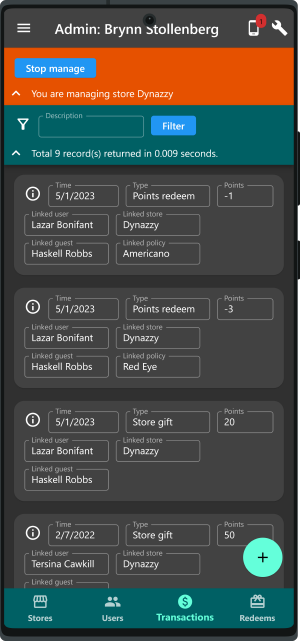 Admin: Brynn Stollenberg
1
Stop manage
You are managing store Dynazzy
Description
Filter
Total 9 record(s) returned in 0.009 seconds.
Time Type Points
5/1/2023 Points redeem -1
Linked user Linked store
Lazar Bonifant Dynazzy
Linked guest Linked policy
Haskell Robbs Americano
Time Type Points
5/1/2023 Points redeem -3
Linked user Linked store
Lazar Bonifant Dynazzy
Linked guest Linked policy
Haskell Robbs Red Eye
Time Type Points
5/1/2023 Store gift 20
Linked user Linked store
Lazar Bonifant Dynazzy
Linked guest
Haskell Robbs
Time Type Points
2/7/2022 Store gift 50
Linked user Linked store
Tersina Cawkill Dynazzy
Linked guest
Stores Users Transactions Redeems